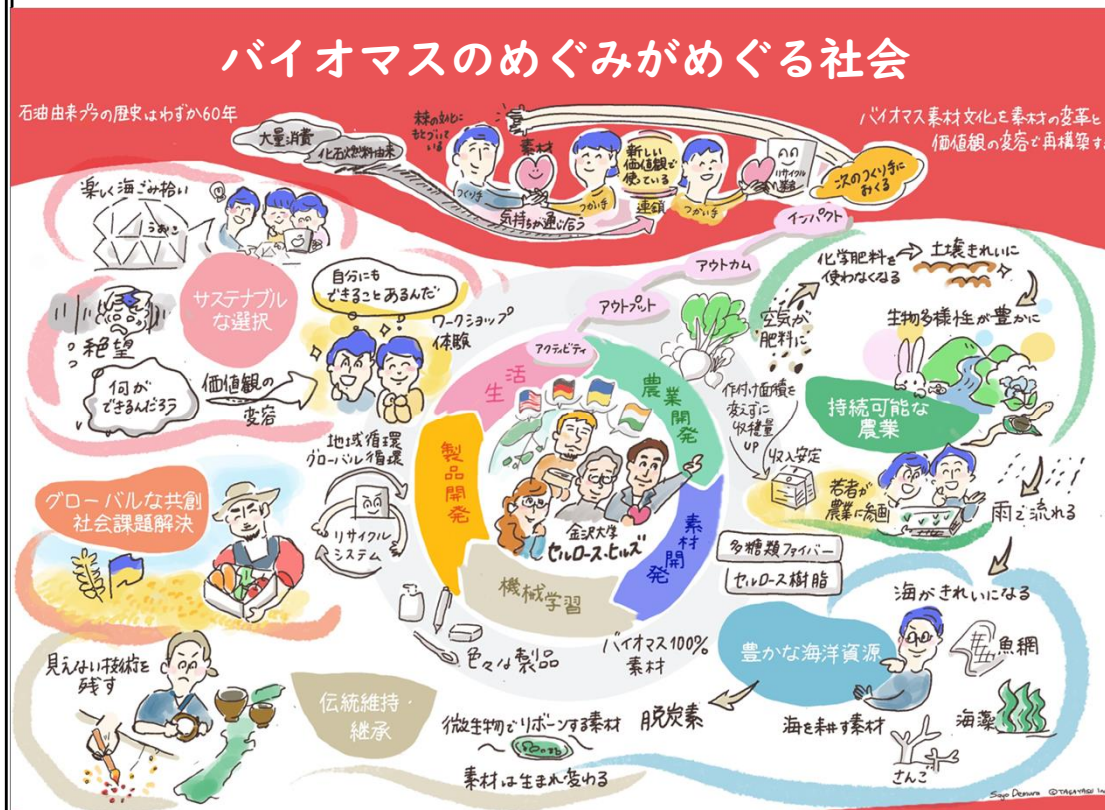 バイオマスのめぐみがめぐる社会
石油由来プラの歴史はわずか60年
大量消費
化石燃料由来
もとづいて
いる
素材
つくり手
気持ちが通じ合う
つかい手
新しい
価値観で
使っている
連鎖
つかい手
リサイクル
次のつくり手に
おくる
バイオマス素材文化を素材の変革と
価値観の変容で再構築する
インパクト
アウトカム
アウトプット
アクティビティ
楽しく海ごみ拾い
うおこ
サステナブル
な選択
絶望
何が
できるんだろう
価値観の
変容
自分にも
できることあるんだ
ワークショップ
体験
生活
農業開発
素材開発
機械学習
製品開発
金沢大学
セルロース・ヒルズ
空気が
肥料に
化学肥料を
使わなくなる
土壌きれいに
生物多様性が豊かに
持続可能な
農業
作付け面積を
変えずに
収穫量
UP
収入安定
若者が
農業に参画
雨で流れる
地域循環
グローバル循環
リサイクル
システム
グローバルな共創
社会課題解決
多糖類ファイバー
セルロース樹脂
バイオマス100%
素材
色々な製品
海がきれいになる
豊かな海洋資源
魚網
海藻
さんご
海を耕す素材
脱炭素
微生物でリボーンする素材
素材は生まれ変わる
見えない技術を
残す
伝統維持・
継承